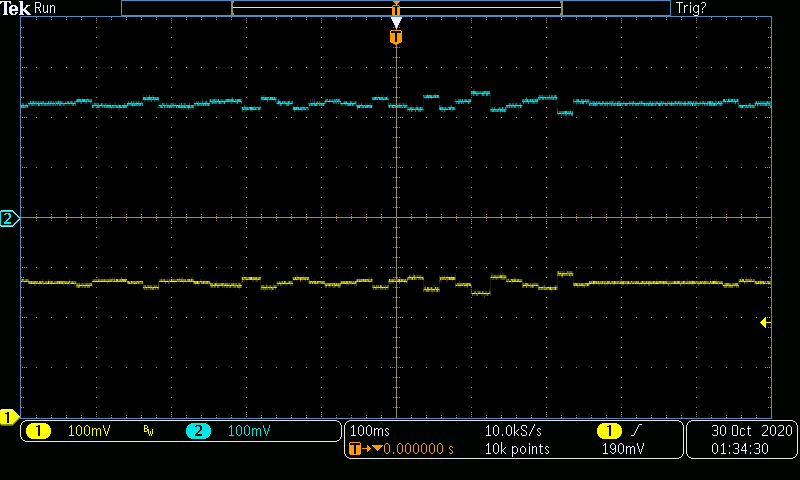 Tek Run Trig?
T
T
2
1
1 100mV BW 2 100mV
100ms 10.0kS/s 1 30 Oct 2020
T→▼0.000000 s 10k points 190mV 01:34:30